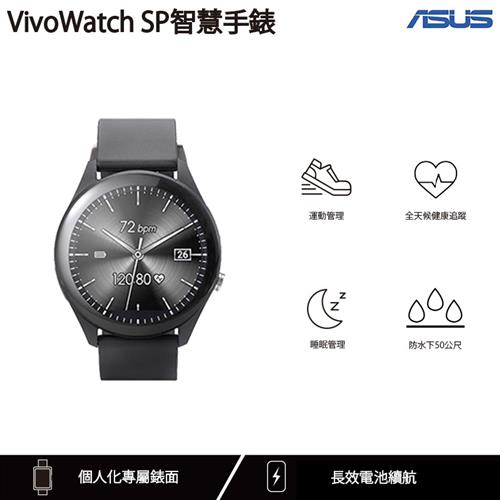 VivoWatch SP智慧手錶
ASUS
72 bpm
26
120:80
運動管理
全天候健康追蹤
Z Z Z
睡眠管理
防水下50公尺
個人化專屬錶面
長效電池續航